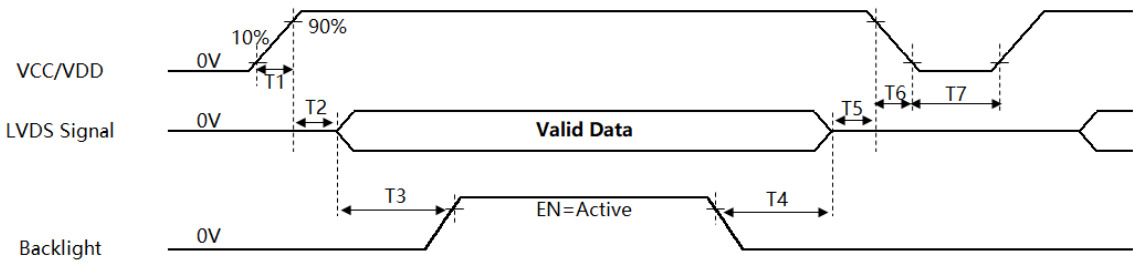 10%
90%
VCC/VDD
0V
T1
T6
T7
T2
T5
LVDS Signal
0V
Valid Data
T3
EN=Active
T4
Backlight
0V